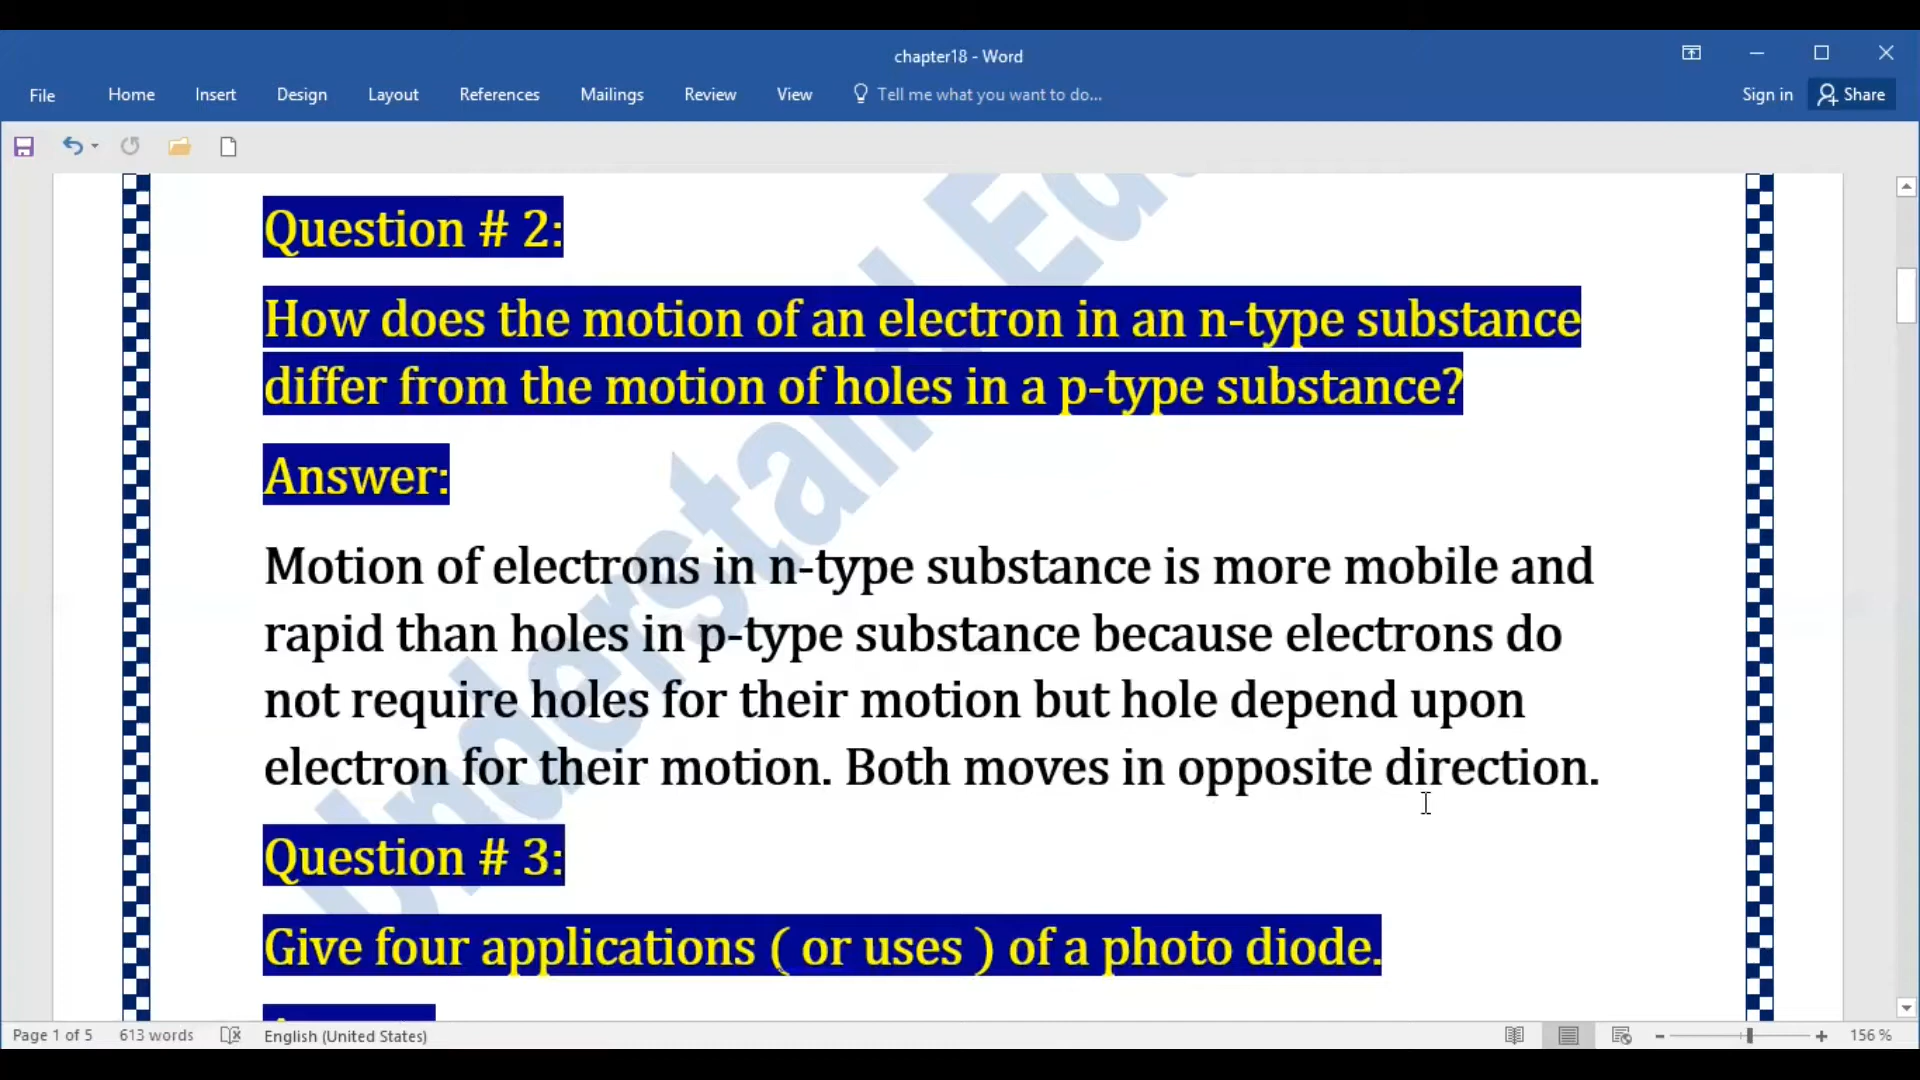 chapter18 - Word
File Home Insert Design Layout References Mailings Review View Tell me what you want to do... Sign in Share
Question # 2:
How does the motion of an electron in an n-type substance
differ from the motion of holes in a p-type substance?
Answer:
Motion of electrons in n-type substance is more mobile and
rapid than holes in p-type substance because electrons do
not require holes for their motion but hole depend upon
electron for their motion. Both moves in opposite direction.
Question # 3:
Give four applications ( or uses ) of a photo diode.
Page 1 of 5 613 words English (United States) 156 %